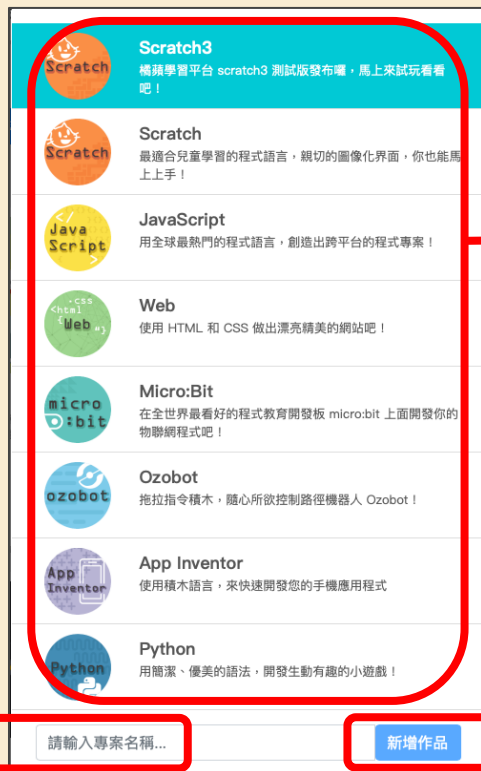 Scratch
Scratch3
橘蘋學習平台 scratch3 測試版發布囉，馬上來試玩看看
吧！
Scratch
Scratch
最適合兒童學習的程式語言，親切的圖像化界面，你也能馬
上上手！
</
Java
Script
>
JavaScript
用全球最熱門的程式語言，創造出跨平台的程式專案！
.css
<html
{Web "}
Web
使用 HTML 和 CSS 做出漂亮精美的網站吧！
micro
:bit
Micro:Bit
在全世界最看好的程式教育開發板 micro:bit 上面開發你的
物聯網程式吧！
ozobot
Ozobot
拖拉指令積木，隨心所欲控制路徑機器人 Ozobot！
App
Inventor
App Inventor
使用積木語言，來快速開發您的手機應用程式
Python
Python
用簡潔、優美的語法，開發生動有趣的小遊戲！
請輸入專案名稱...
新增作品